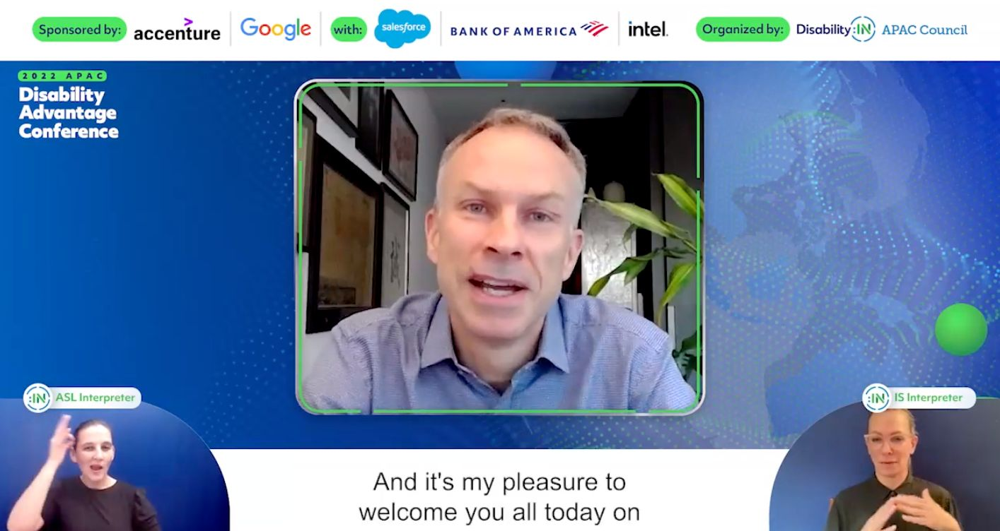 Sponsored by: accenture Google with: salesforce BANK OF AMERICA intel. Organized by: Disability:IN APAC Council
2022 APAC
Disability
Advantage
Conference
:IN ASL Interpreter
:IN IS Interpreter
And it's my pleasure to
welcome you all today on